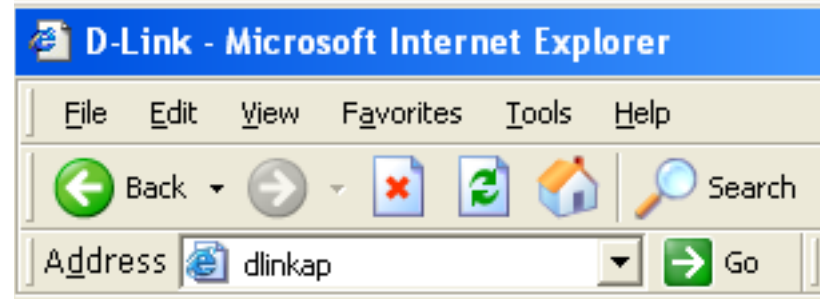 D-Link - Microsoft Internet Explorer
File Edit View Favorites Tools Help
Back Search
Address dlinkap Go